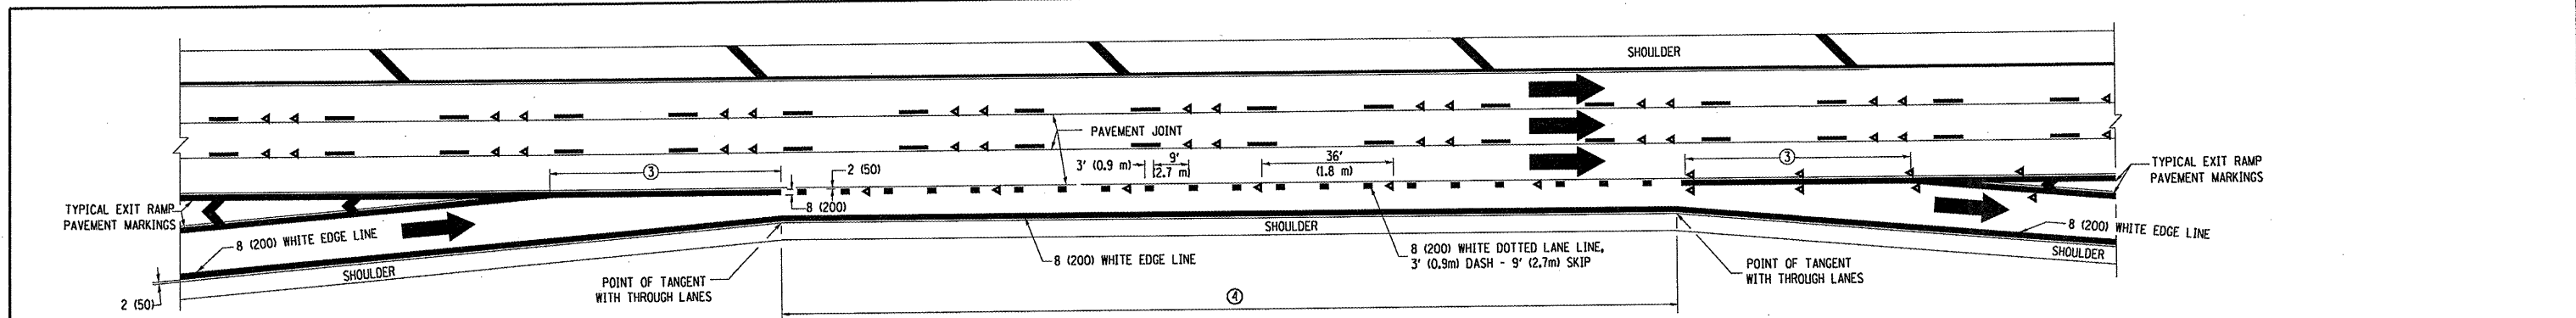 SHOULDER
PAVEMENT JOINT
3' (0.9 m)
9'
(2.7 m)
36'
(1.8 m)
③
2 (50)
8 (200)
③
TYPICAL EXIT RAMP
PAVEMENT MARKINGS
TYPICAL EXIT RAMP
PAVEMENT MARKINGS
8 (200) WHITE EDGE LINE
SHOULDER
2 (50)
POINT OF TANGENT
WITH THROUGH LANES
8 (200) WHITE EDGE LINE
SHOULDER
8 (200) WHITE DOTTED LANE LINE,
3' (0.9m) DASH - 9' (2.7m) SKIP
POINT OF TANGENT
WITH THROUGH LANES
8 (200) WHITE EDGE LINE
SHOULDER
④